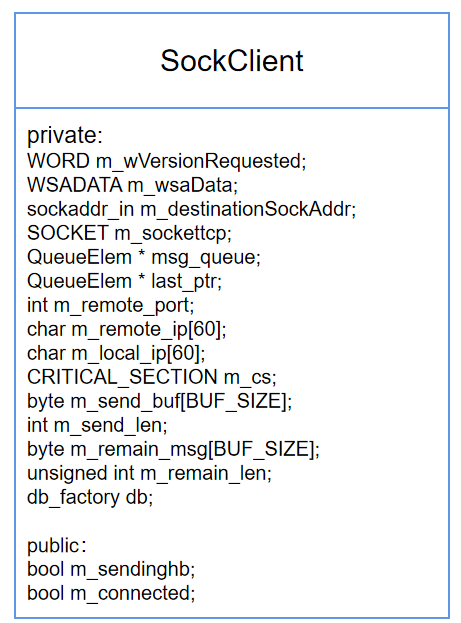 SockClient
private:
WORD m_wVersionRequested;
WSADATA m_wsaData;
sockaddr_in m_destinationSockAddr;
SOCKET m_sockettcp;
QueueElem * msg_queue;
QueueElem * last_ptr;
int m_remote_port;
char m_remote_ip[60];
char m_local_ip[60];
CRITICAL_SECTION m_cs;
byte m_send_buf[BUF_SIZE];
int m_send_len;
byte m_remain_msg[BUF_SIZE];
unsigned int m_remain_len;
db_factory db;
public：
bool m_sendinghb;
bool m_connected;